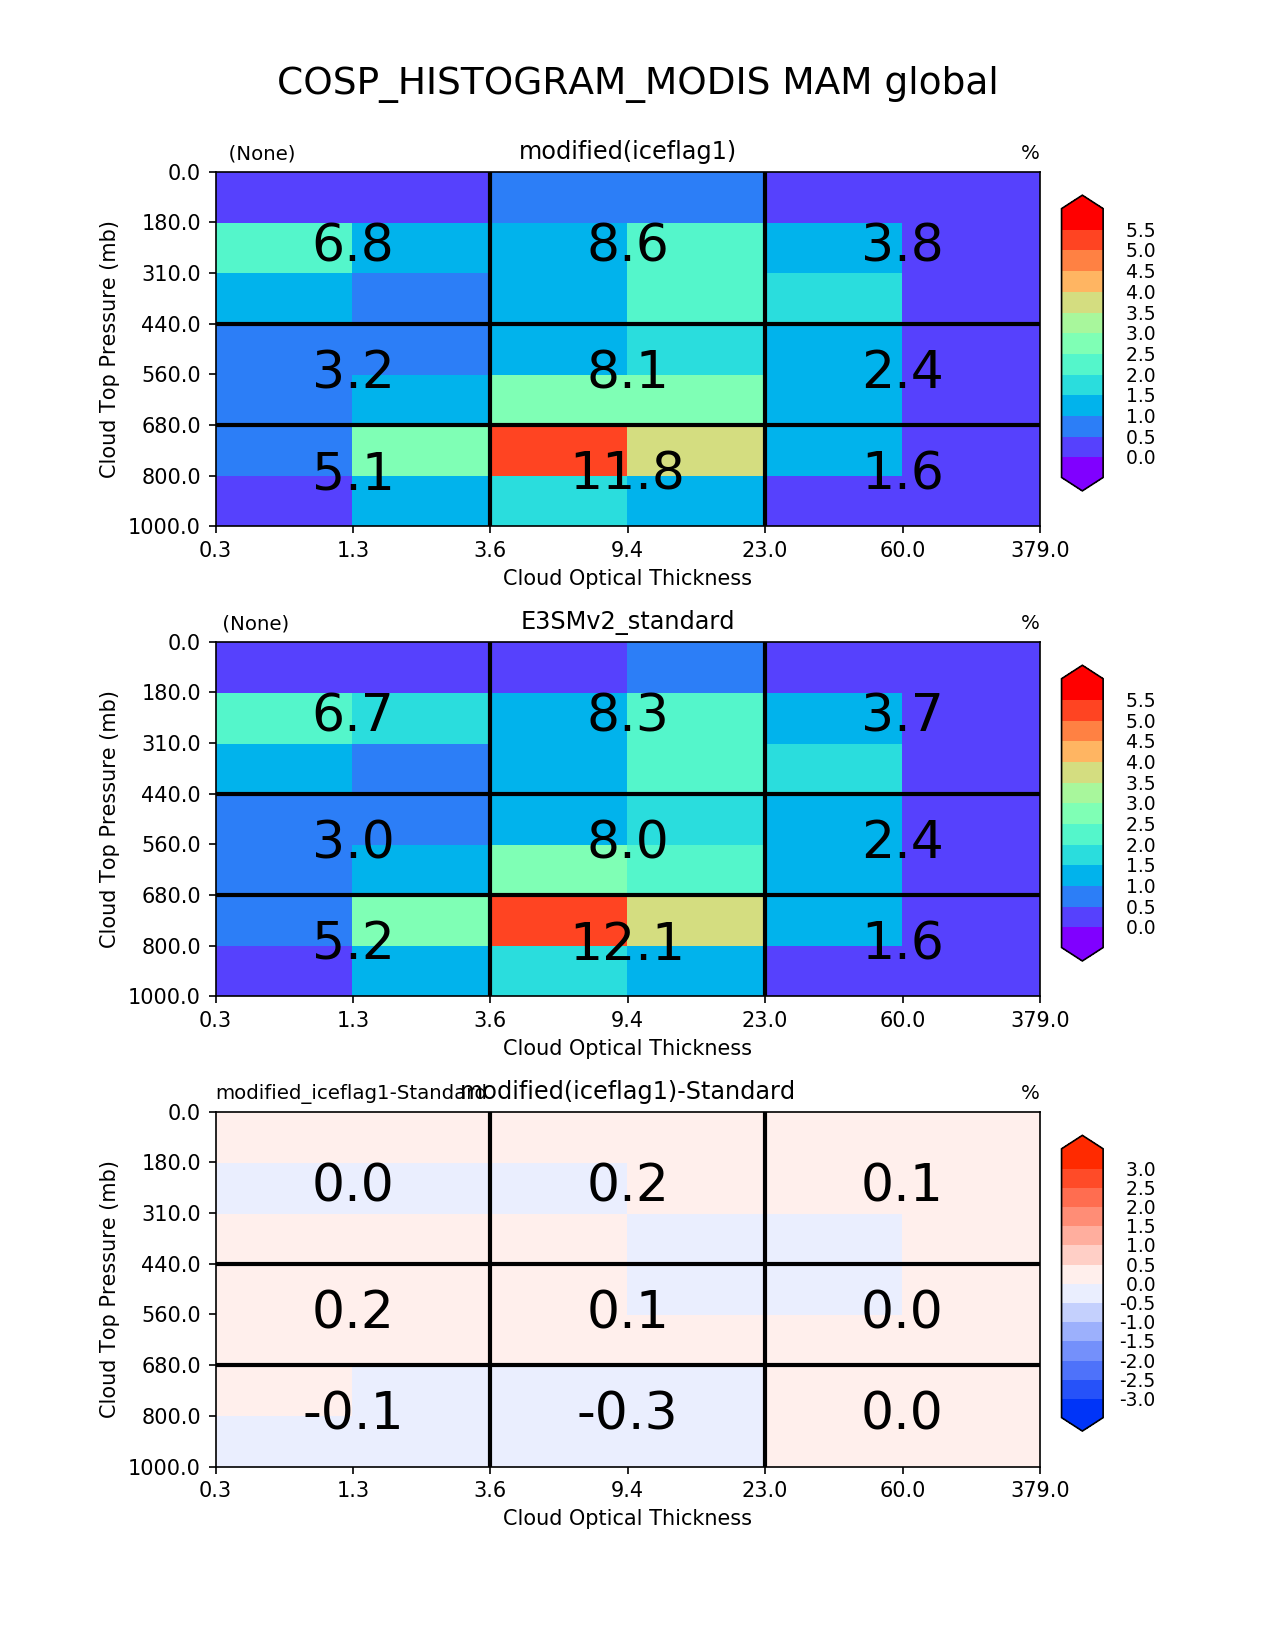 COSP_HISTOGRAM_MODIS MAM global
(None) modified(iceflag1) %
0.0
180.0
310.0
440.0
560.0
680.0
800.0
1000.0
Cloud Top Pressure (mb)
6.8 8.6 3.8
3.2 8.1 2.4
5.1 11.8 1.6
0.3 1.3 3.6 9.4 23.0 60.0 379.0
Cloud Optical Thickness
5.5
5.0
4.5
4.0
3.5
3.0
2.5
2.0
1.5
1.0
0.5
0.0
(None) E3SMv2_standard %
0.0
180.0
310.0
440.0
560.0
680.0
800.0
1000.0
Cloud Top Pressure (mb)
6.7 8.3 3.7
3.0 8.0 2.4
5.2 12.1 1.6
0.3 1.3 3.6 9.4 23.0 60.0 379.0
Cloud Optical Thickness
5.5
5.0
4.5
4.0
3.5
3.0
2.5
2.0
1.5
1.0
0.5
0.0
modified_iceflag1-Standard modified(iceflag1)-Standard %
0.0
180.0
310.0
440.0
560.0
680.0
800.0
1000.0
Cloud Top Pressure (mb)
0.0 0.2 0.1
0.2 0.1 0.0
-0.1 -0.3 0.0
0.3 1.3 3.6 9.4 23.0 60.0 379.0
Cloud Optical Thickness
3.0
2.5
2.0
1.5
1.0
0.5
0.0
-0.5
-1.0
-1.5
-2.0
-2.5
-3.0